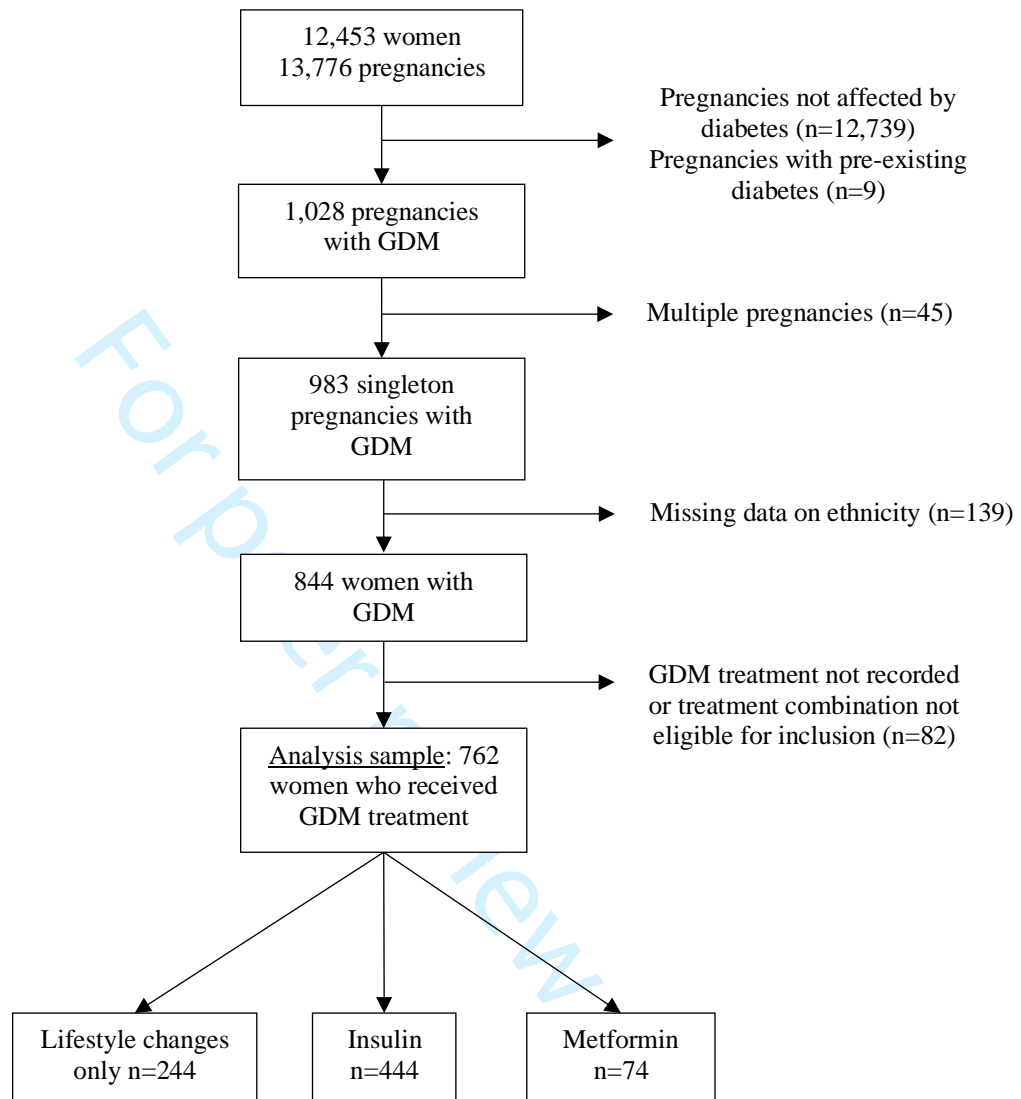 12,453 women
13,776 pregnancies
Pregnancies not affected by
diabetes (n=12,739)
Pregnancies with pre-existing
diabetes (n=9)
1,028 pregnancies
with GDM
Multiple pregnancies (n=45)
983 singleton
pregnancies with
GDM
Missing data on ethnicity (n=139)
844 women with
GDM
GDM treatment not recorded
or treatment combination not
eligible for inclusion (n=82)
Analysis sample: 762
women who received
GDM treatment
Lifestyle changes
only n=244
Insulin
n=444
Metformin
n=74